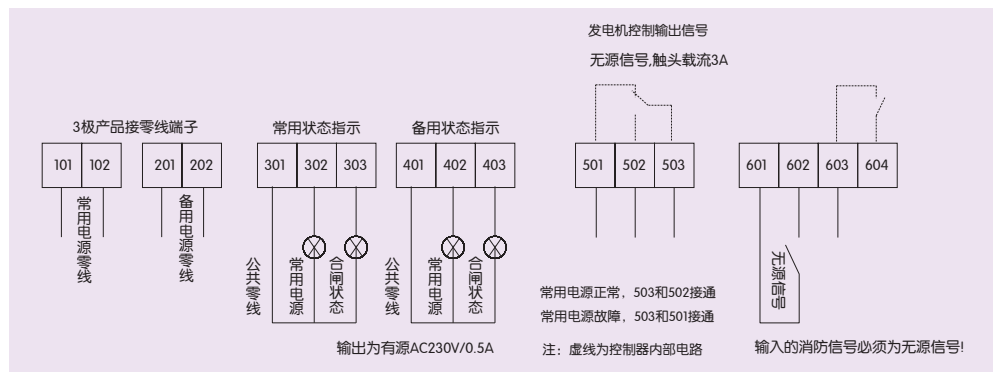 发电机控制输出信号
无源信号,触头载流3A
3极产品接零线端子
常用状态指示
备用状态指示
101 102
201 202
301 302 303
401 402 403
501 502 503
601 602 603 604
常用电源零线
备用电源零线
公共零线
常用电源
合闸状态
公共零线
常用电源
合闸状态
无源信号
常用电源正常，503和502接通
常用电源故障，503和501接通
输出为有源AC230V/0.5A
注：虚线为控制器内部电路
输入的消防信号必须为无源信号!